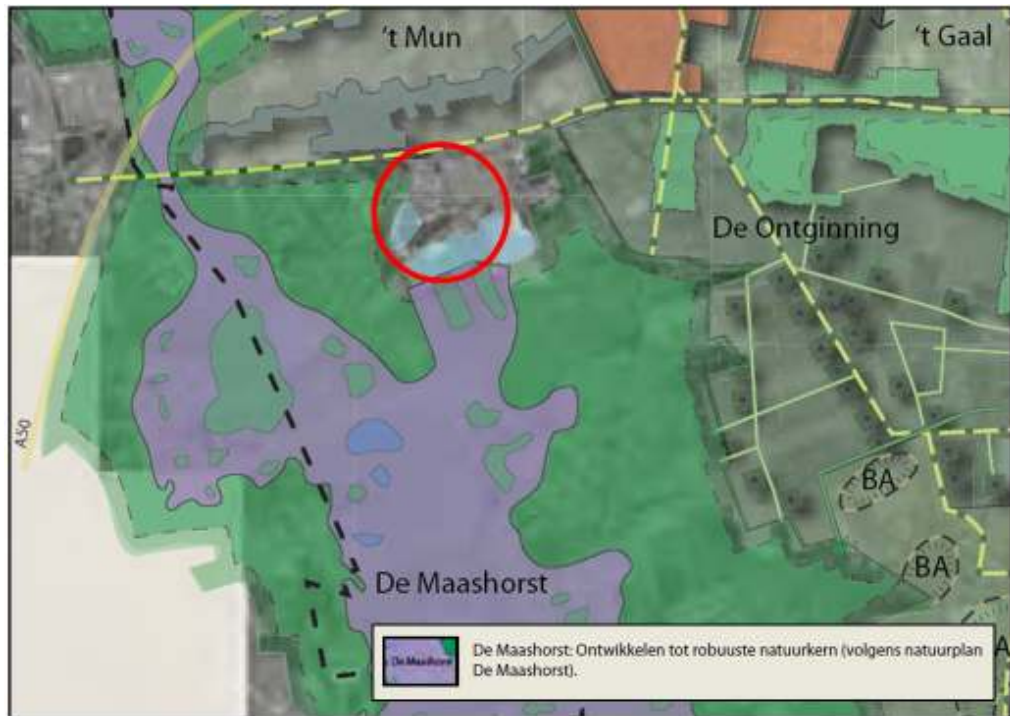 't Mun
't Gaal
De Ontginning
A50
BA
BA
A
De Maashorst
De Maashorst
De Maashorst: Ontwikkelen tot robuuste natuurkern (volgens natuurplan
De Maashorst).